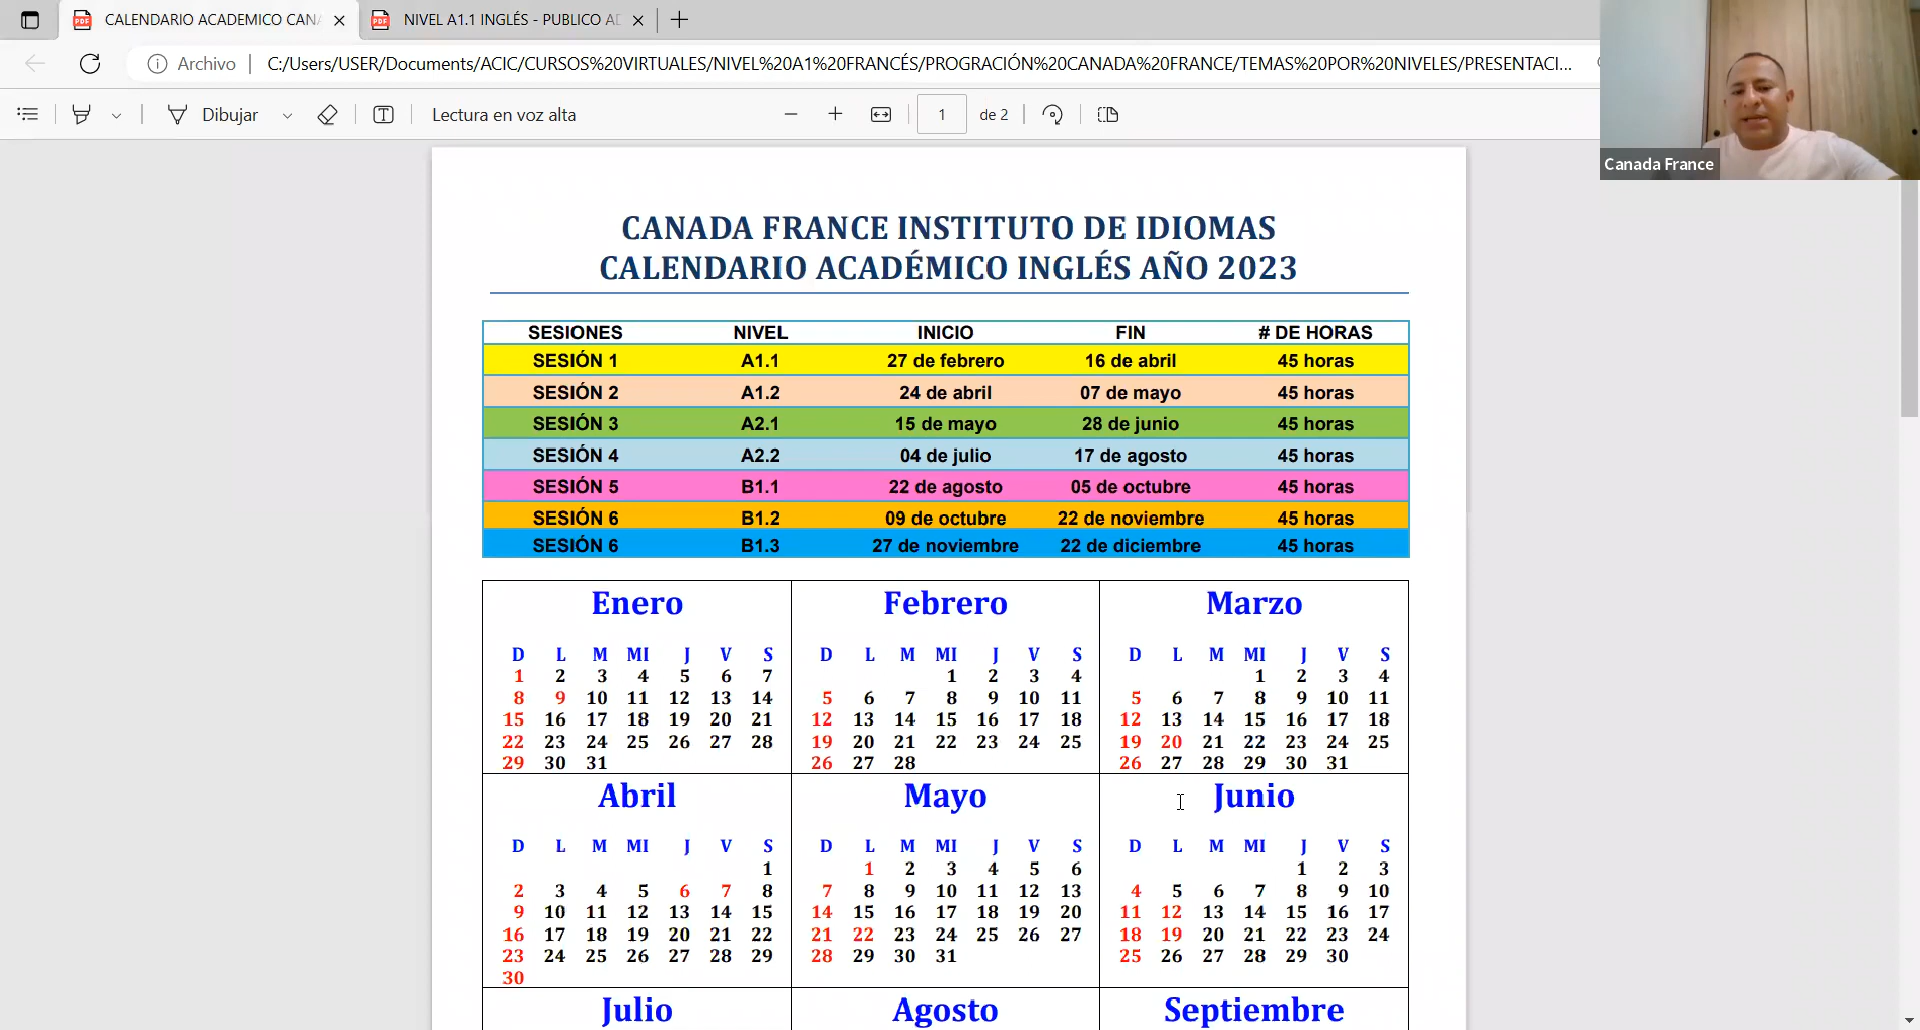 CALENDARIO ACADEMICO CAN
NIVEL A1.1 INGLÉS - PUBLICO AD
Archivo
C:/Users/USER/Documents/ACIC/CURSOS%20VIRTUALES/NIVEL%20A1%20FRANCÉS/PROGRACIÓN%20CANADA%20FRANCE/TEMAS%20POR%20NIVELES/PRESENTACI...
Dibujar
Lectura en voz alta
1 de 2
Canada France
CANADA FRANCE INSTITUTO DE IDIOMAS
CALENDARIO ACADÉMICO INGLÉS AÑO 2023
SESIONES NIVEL INICIO FIN # DE HORAS
SESIÓN 1 A1.1 27 de febrero 16 de abril 45 horas
SESIÓN 2 A1.2 24 de abril 07 de mayo 45 horas
SESIÓN 3 A2.1 15 de mayo 28 de junio 45 horas
SESIÓN 4 A2.2 04 de julio 17 de agosto 45 horas
SESIÓN 5 B1.1 22 de agosto 05 de octubre 45 horas
SESIÓN 6 B1.2 09 de octubre 22 de noviembre 45 horas
SESIÓN 6 B1.3 27 de noviembre 22 de diciembre 45 horas
Enero
D L M MI J V S
1 2 3 4 5 6 7
8 9 10 11 12 13 14
15 16 17 18 19 20 21
22 23 24 25 26 27 28
29 30 31
Febrero
D L M MI J V S
1 2 3 4
5 6 7 8 9 10 11
12 13 14 15 16 17 18
19 20 21 22 23 24 25
26 27 28
Marzo
D L M MI J V S
1 2 3 4
5 6 7 8 9 10 11
12 13 14 15 16 17 18
19 20 21 22 23 24 25
26 27 28 29 30 31
Abril
D L M MI J V S
1
2 3 4 5 6 7 8
9 10 11 12 13 14 15
16 17 18 19 20 21 22
23 24 25 26 27 28 29
30
Mayo
D L M MI J V S
1 2 3 4 5 6
7 8 9 10 11 12 13
14 15 16 17 18 19 20
21 22 23 24 25 26 27
28 29 30 31
Junio
D L M MI J V S
1 2 3
4 5 6 7 8 9 10
11 12 13 14 15 16 17
18 19 20 21 22 23 24
25 26 27 28 29 30
Julio
Agosto
Septiembre